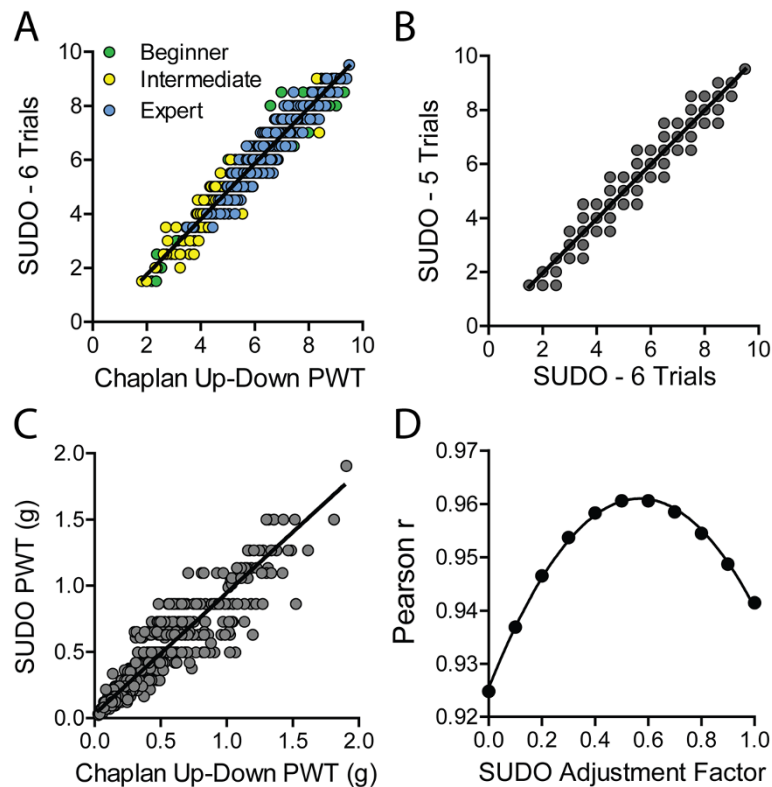 A
SUDO - 6 Trials
10
8
6
4
2
0
Beginner
Intermediate
Expert
0 2 4 6 8 10
Chaplan Up-Down PWT
B
SUDO - 5 Trials
10
8
6
4
2
0
0 2 4 6 8 10
SUDO - 6 Trials
C
SUDO PWT (g)
2.0
1.5
1.0
0.5
0.0
0.0 0.5 1.0 1.5 2.0
Chaplan Up-Down PWT (g)
D
Pearson r
0.97
0.96
0.95
0.94
0.93
0.92
0.0 0.2 0.4 0.6 0.8 1.0
SUDO Adjustment Factor